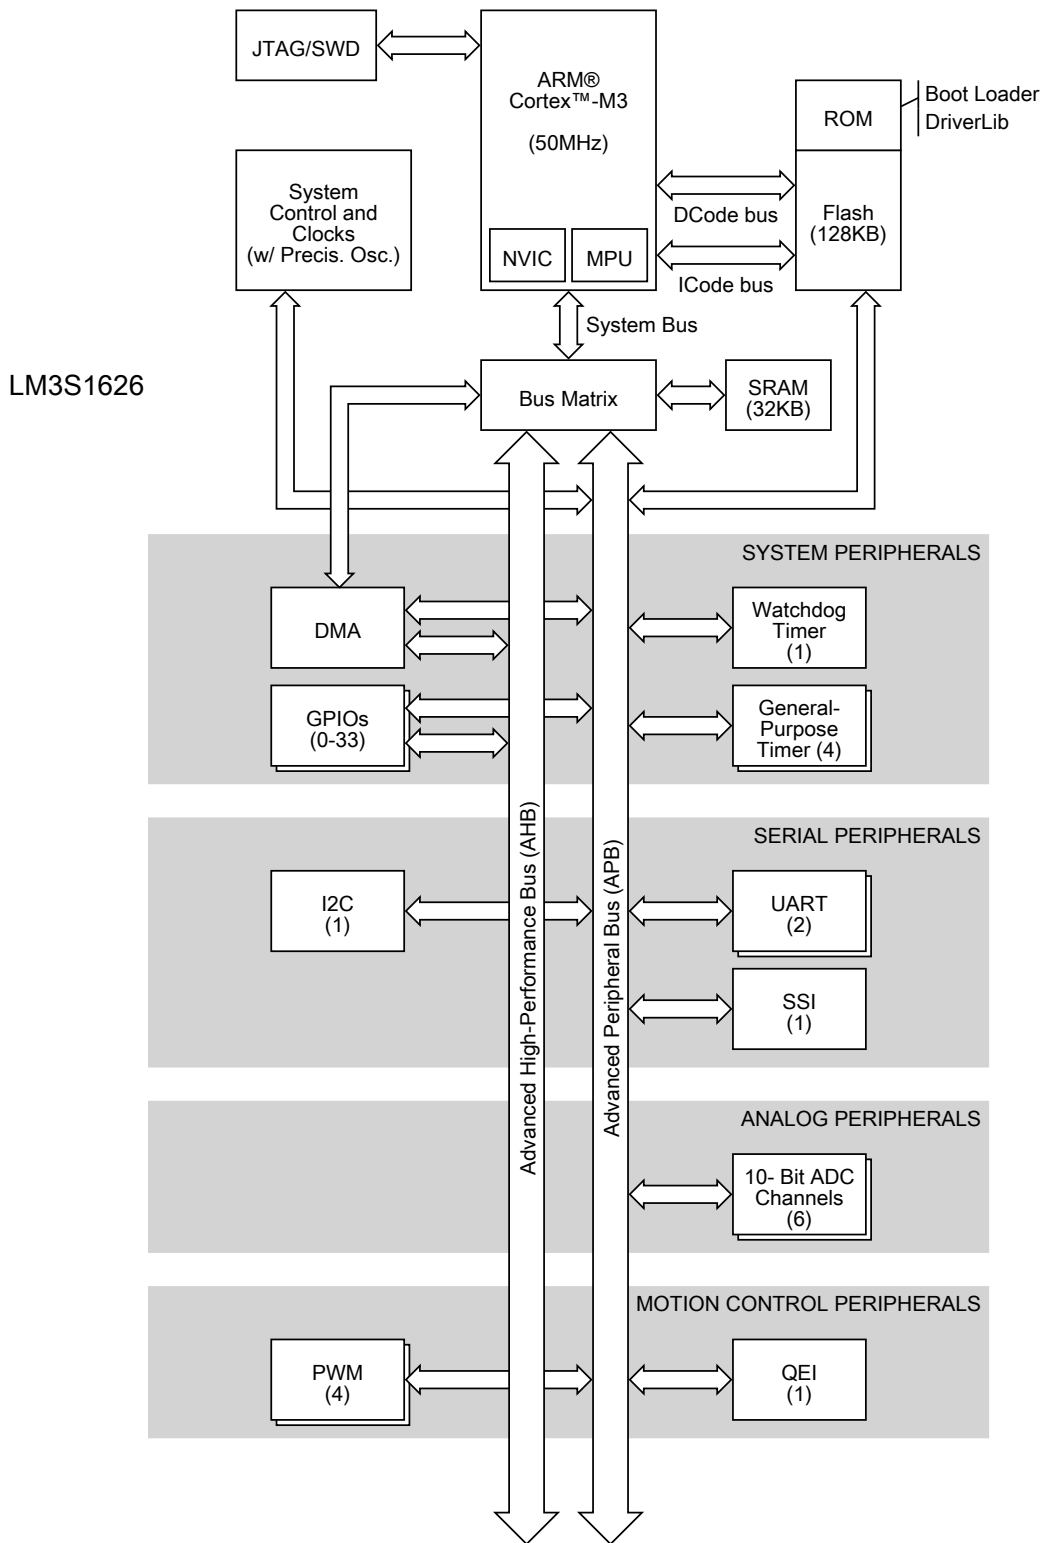 JTAG/SWD
ARM®
Cortex™-M3
(50MHz)
NVIC
MPU
ROM
Boot Loader
DriverLib
System
Control and
Clocks
(w/ Precis. Osc.)
DCode bus
Flash
(128KB)
ICode bus
System Bus
LM3S1626
Bus Matrix
SRAM
(32KB)
SYSTEM PERIPHERALS
DMA
Watchdog
Timer
(1)
GPIOs
(0-33)
General-
Purpose
Timer (4)
Advanced High-Performance Bus (AHB)
Advanced Peripheral Bus (APB)
SERIAL PERIPHERALS
I2C
(1)
UART
(2)
SSI
(1)
ANALOG PERIPHERALS
10- Bit ADC
Channels
(6)
MOTION CONTROL PERIPHERALS
PWM
(4)
QEI
(1)